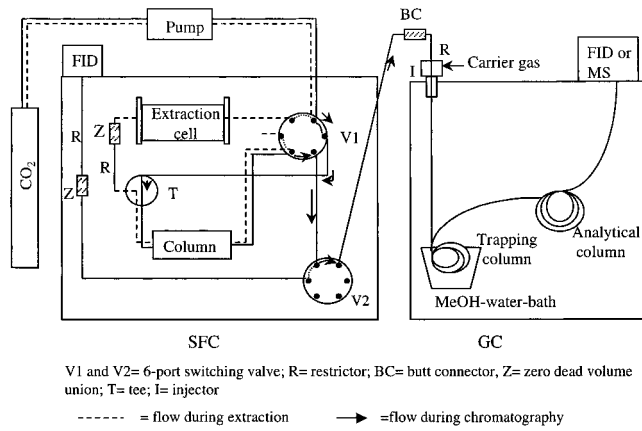 BC
Pump
R
Carrier gas
FID
FID or
MS
I
Extraction
cell
Z
V1
R
R
CO2
Z
T
Column
Trapping
column
Analytical
column
V2
MeOH-water-bath
SFC
GC
V1 and V2= 6-port switching valve; R= restrictor; BC= butt connector, Z= zero dead volume
union; T= tee; I= injector
= flow during extraction
=flow during chromatography